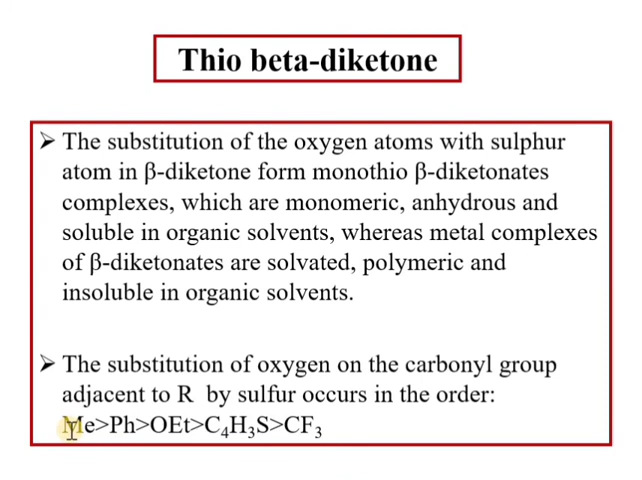 Thio beta-diketone
➢ The substitution of the oxygen atoms with sulphur
atom in β-diketone form monothio β-diketonates
complexes, which are monomeric, anhydrous and
soluble in organic solvents, whereas metal complexes
of β-diketonates are solvated, polymeric and
insoluble in organic solvents.
➢ The substitution of oxygen on the carbonyl group
adjacent to R by sulfur occurs in the order:
Me>Ph>OEt>C₄H₃S>CF₃